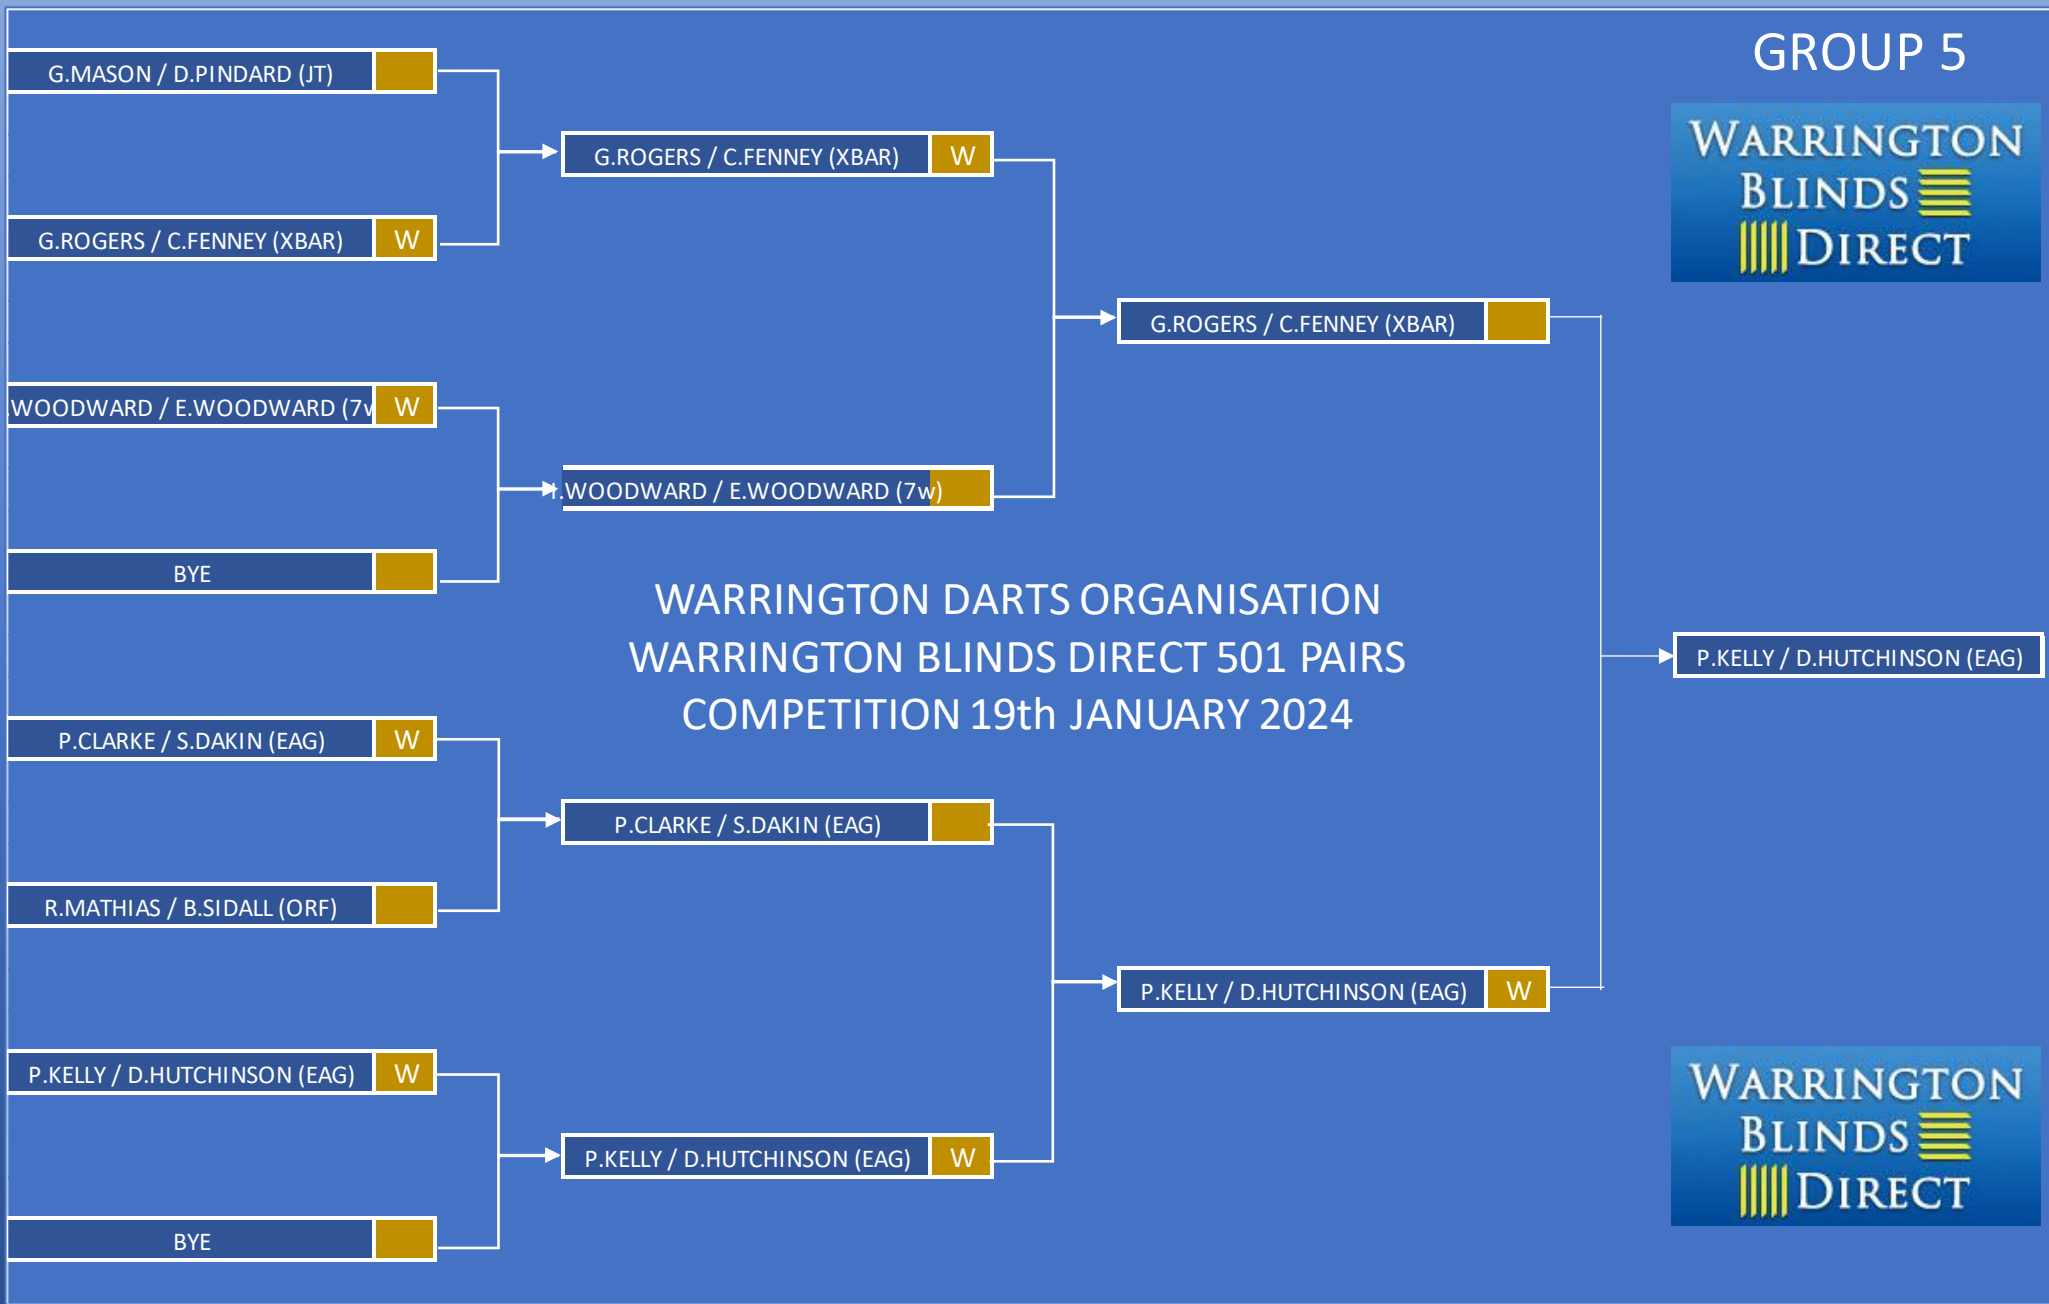 GROUP 5
WARRINGTON
BLINDS
DIRECT
G.MASON / D.PINDARD (JT)
G.ROGERS / C.FENNEY (XBAR) W
G.ROGERS / C.FENNEY (XBAR) W
G.ROGERS / C.FENNEY (XBAR)
.WOODWARD / E.WOODWARD (7w W
.WOODWARD / E.WOODWARD (7w)
BYE
WARRINGTON DARTS ORGANISATION
WARRINGTON BLINDS DIRECT 501 PAIRS
COMPETITION 19th JANUARY 2024
P.KELLY / D.HUTCHINSON (EAG)
P.CLARKE / S.DAKIN (EAG) W
P.CLARKE / S.DAKIN (EAG)
R.MATHIAS / B.SIDALL (ORF)
P.KELLY / D.HUTCHINSON (EAG) W
P.KELLY / D.HUTCHINSON (EAG) W
P.KELLY / D.HUTCHINSON (EAG) W
BYE
WARRINGTON
BLINDS
DIRECT